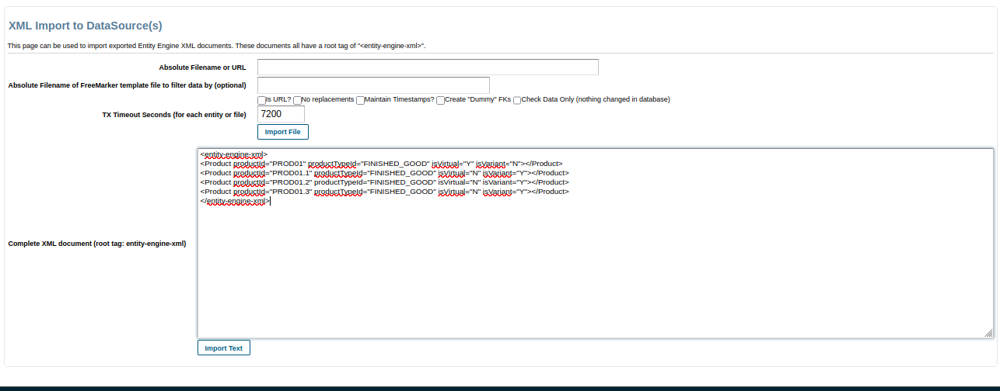 XML Import to DataSource(s)
This page can be used to import exported Entity Engine XML documents. These documents all have a root tag of "<entity-engine-xml>".
Absolute Filename or URL
Absolute Filename of FreeMarker template file to filter data by (optional)
Is URL? No replacements Maintain Timestamps? Create "Dummy" FKs Check Data Only (nothing changed in database)
TX Timeout Seconds (for each entity or file) 7200
Import File
<entity-engine-xml>
<Product productId="PROD01" productTypeId="FINISHED_GOOD" isVirtual="Y" isVariant="N"></Product>
<Product productId="PROD01.1" productTypeId="FINISHED_GOOD" isVirtual="N" isVariant="Y"></Product>
<Product productId="PROD01.2" productTypeId="FINISHED_GOOD" isVirtual="N" isVariant="Y"></Product>
<Product productId="PROD01.3" productTypeId="FINISHED_GOOD" isVirtual="N" isVariant="Y"></Product>
</entity-engine-xml>
Complete XML document (root tag: entity-engine-xml)
Import Text